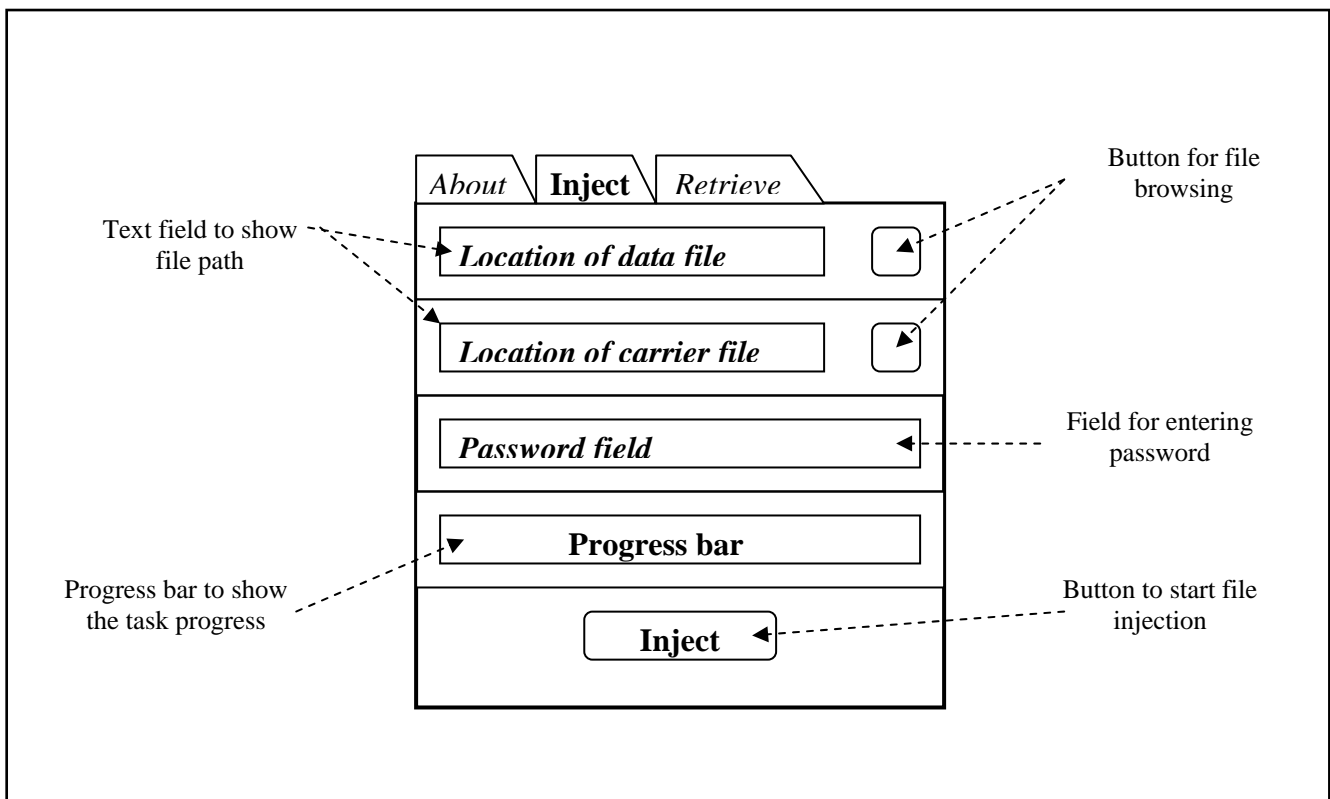 About Inject Retrieve
Button for file
browsing
Text field to show
file path
Location of data file
Location of carrier file
Password field
Field for entering
password
Progress bar
Progress bar to show
the task progress
Button to start file
injection
Inject